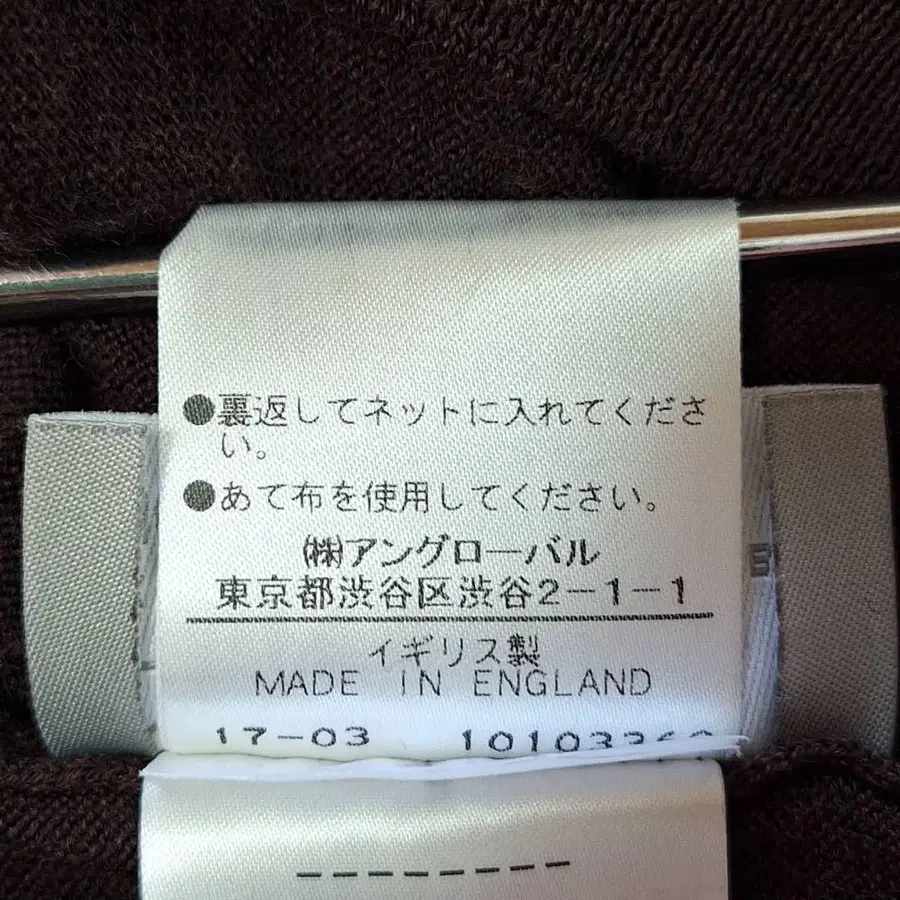 ●裏返してネットに入れてくださ
い。
●あて布を使用してください。
㈱アングローバル
東京都渋谷区渋谷2-1-1
イギリス製
MADE IN ENGLAND
17-03